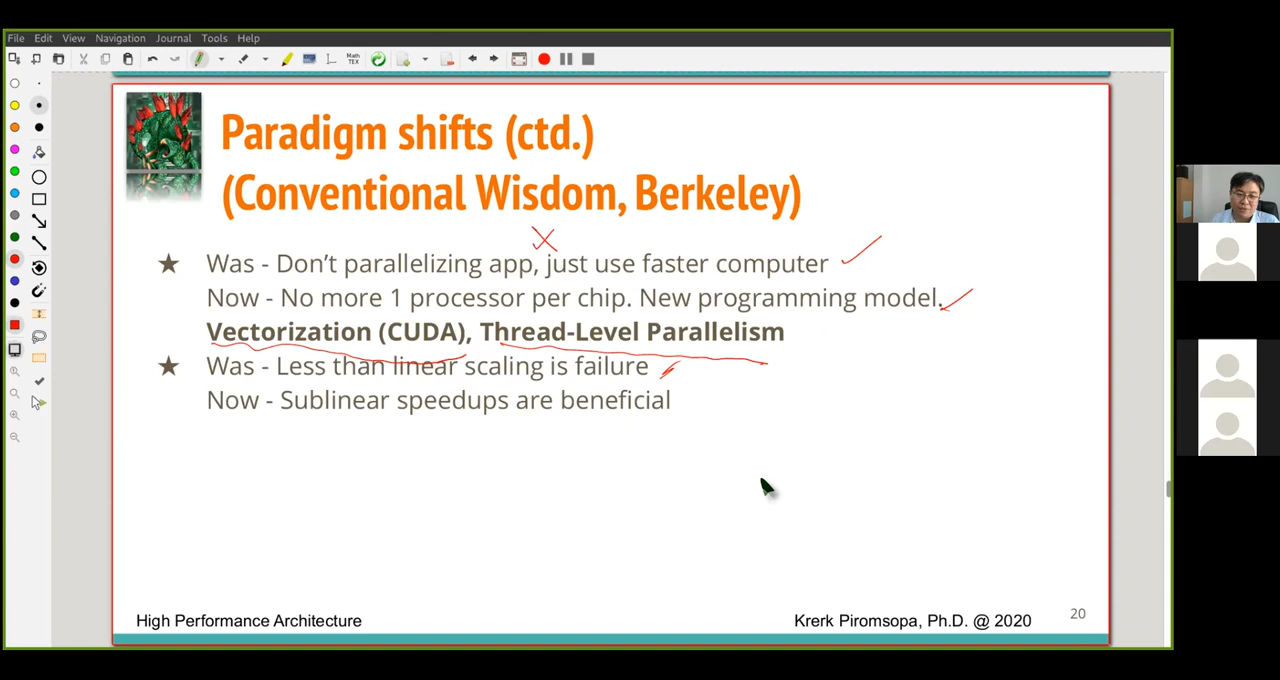 File Edit View Navigation Journal Tools Help
Math
TEX
Paradigm shifts (ctd.)
(Conventional Wisdom, Berkeley)
★ Was - Don't parallelizing app, just use faster computer
Now - No more 1 processor per chip. New programming model.
Vectorization (CUDA), Thread-Level Parallelism
★ Was - Less than linear scaling is failure
Now - Sublinear speedups are beneficial
High Performance Architecture
Krerk Piromsopa, Ph.D. @ 2020
20